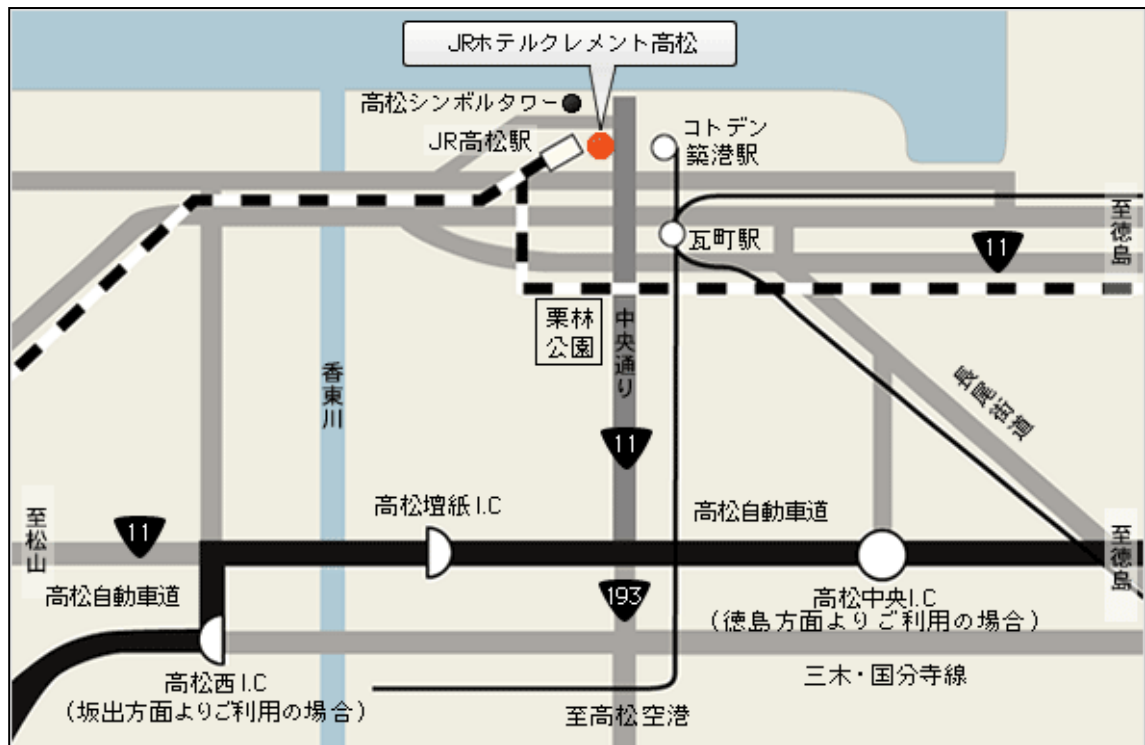 JRホテルクレメント高松
高松シンボルタワー
JR高松駅
コトデン
築港駅
瓦町駅
至徳島
11
栗林
公園
中央通り
香東川
長尾街道
11
至松山
11
高松檀紙I.C
高松自動車道
至徳島
高松自動車道
193
高松中央I.C
(徳島方面よりご利用の場合)
高松西I.C
(坂出方面よりご利用の場合)
三木・国分寺線
至高松空港